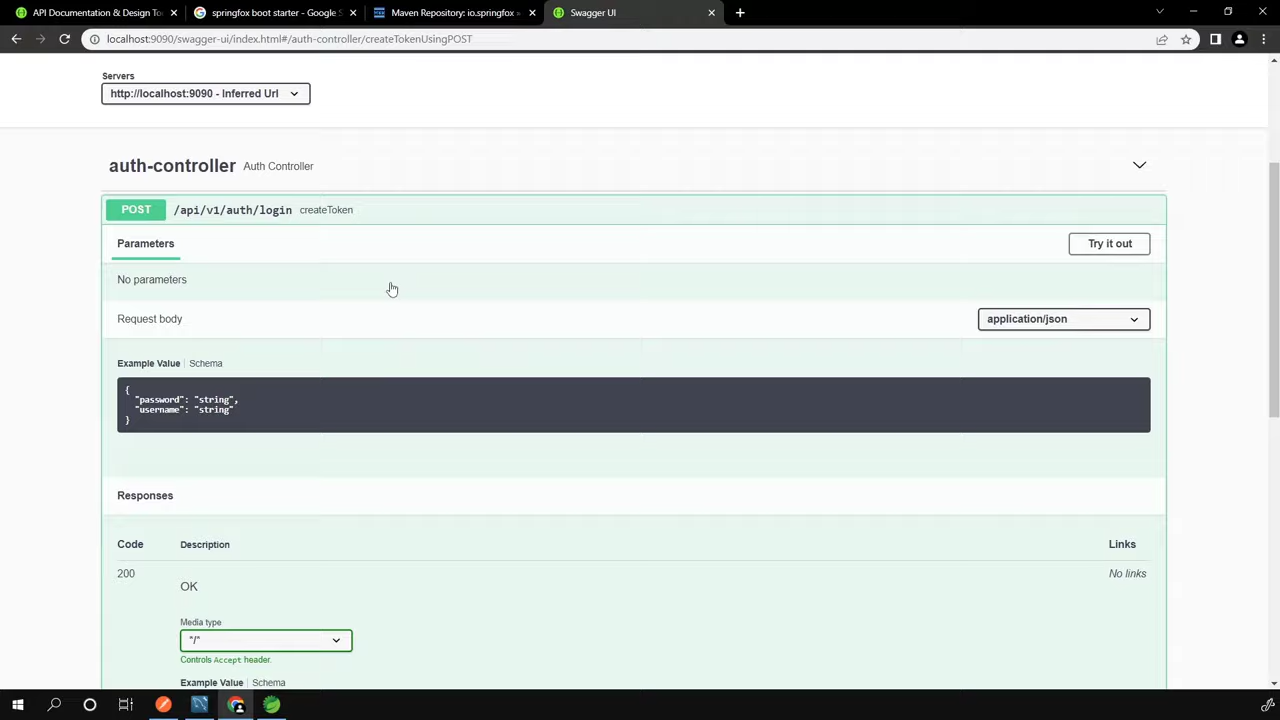 API Documentation & Design To
springfox boot starter - Google S
Maven Repository: io.springfox »
Swagger UI
localhost:9090/swagger-ui/index.html#/auth-controller/createTokenUsingPOST
Servers
http://localhost:9090 - Inferred Url
auth-controller Auth Controller
POST /api/v1/auth/login createToken
Parameters
Try it out
No parameters
Request body
application/json
Example Value Schema
{
"password": "string",
"username": "string"
}
Responses
Code Description Links
200 No links
OK
Media type
"*/*"
Controls Accept header.
Example Value Schema